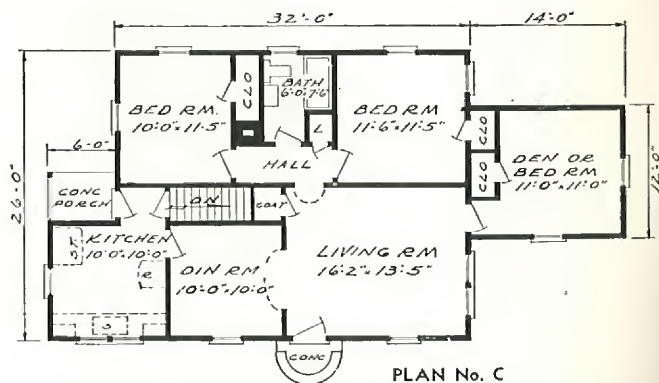 32'-0"
14'-0"
BED RM.
10'0"x11'-5"
CLO
BATH
6'0"x7'6"
BED RM
11'-6"x11'-5"
L
CLO
CLO
DEN OR
BED RM
11'0"x11'0"
12'-0"
26'-0"
6'-0"
HALL
CONC
PORCH
DN
COAT
KITCHEN
10'0"x10'0"
ST
R
S
DIN RM
10'0"x10'0"
LIVING RM
16'-2"x13'-5"
CONC
PLAN No. C